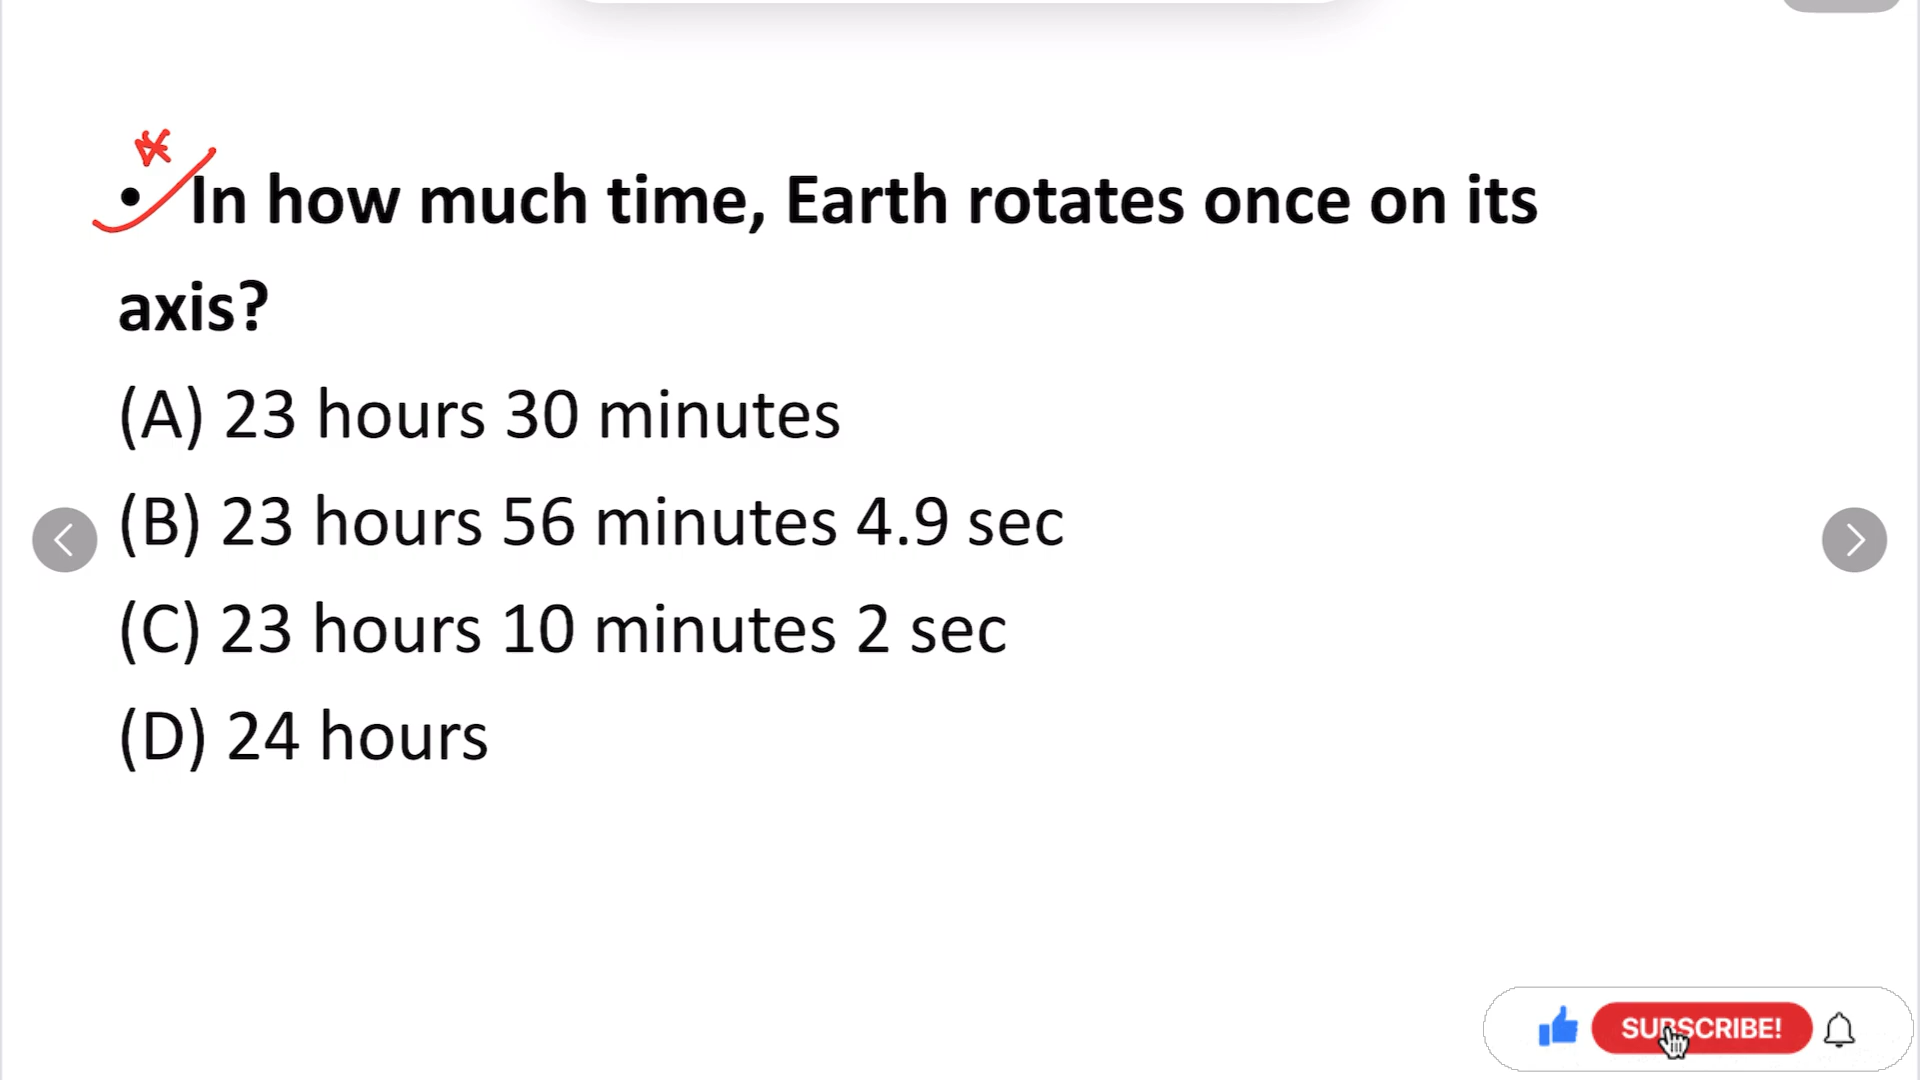 • In how much time, Earth rotates once on its
axis?
(A) 23 hours 30 minutes
(B) 23 hours 56 minutes 4.9 sec
(C) 23 hours 10 minutes 2 sec
(D) 24 hours
SUBSCRIBE!